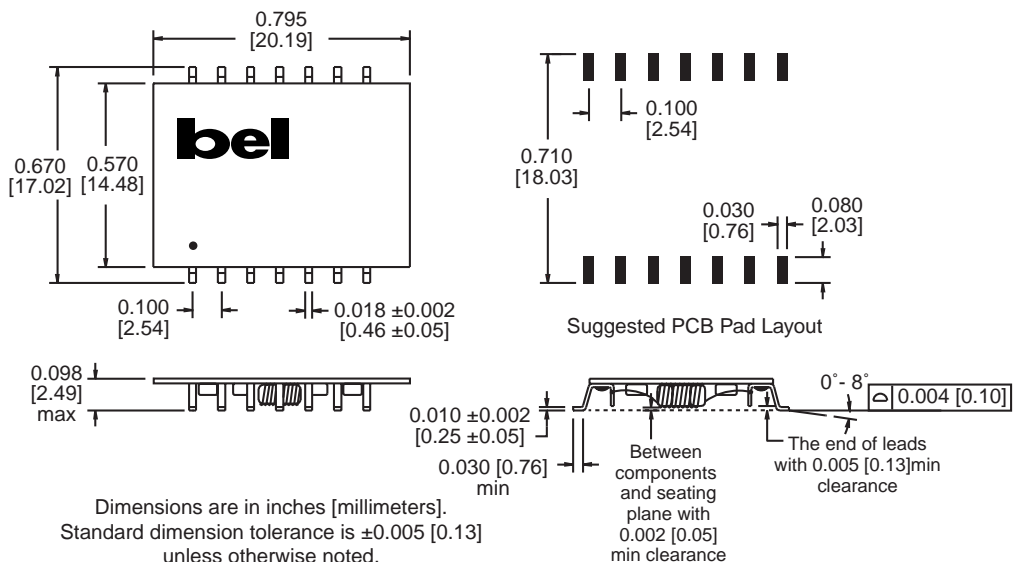 0.795
[20.19]
0.670
[17.02]
0.570
[14.48]
bel
0.100
[2.54]
0.018 ±0.002
[0.46 ±0.05]
0.710
[18.03]
0.100
[2.54]
0.030
[0.76]
0.080
[2.03]
Suggested PCB Pad Layout
0.098
[2.49]
max
0.010 ±0.002
[0.25 ±0.05]
0.030 [0.76]
min
Between
components
and seating
plane with
0.002 [0.05]
min clearance
0°- 8°
D 0.004 [0.10]
The end of leads
with 0.005 [0.13]min
clearance
Dimensions are in inches [millimeters].
Standard dimension tolerance is ±0.005 [0.13]
unless otherwise noted.